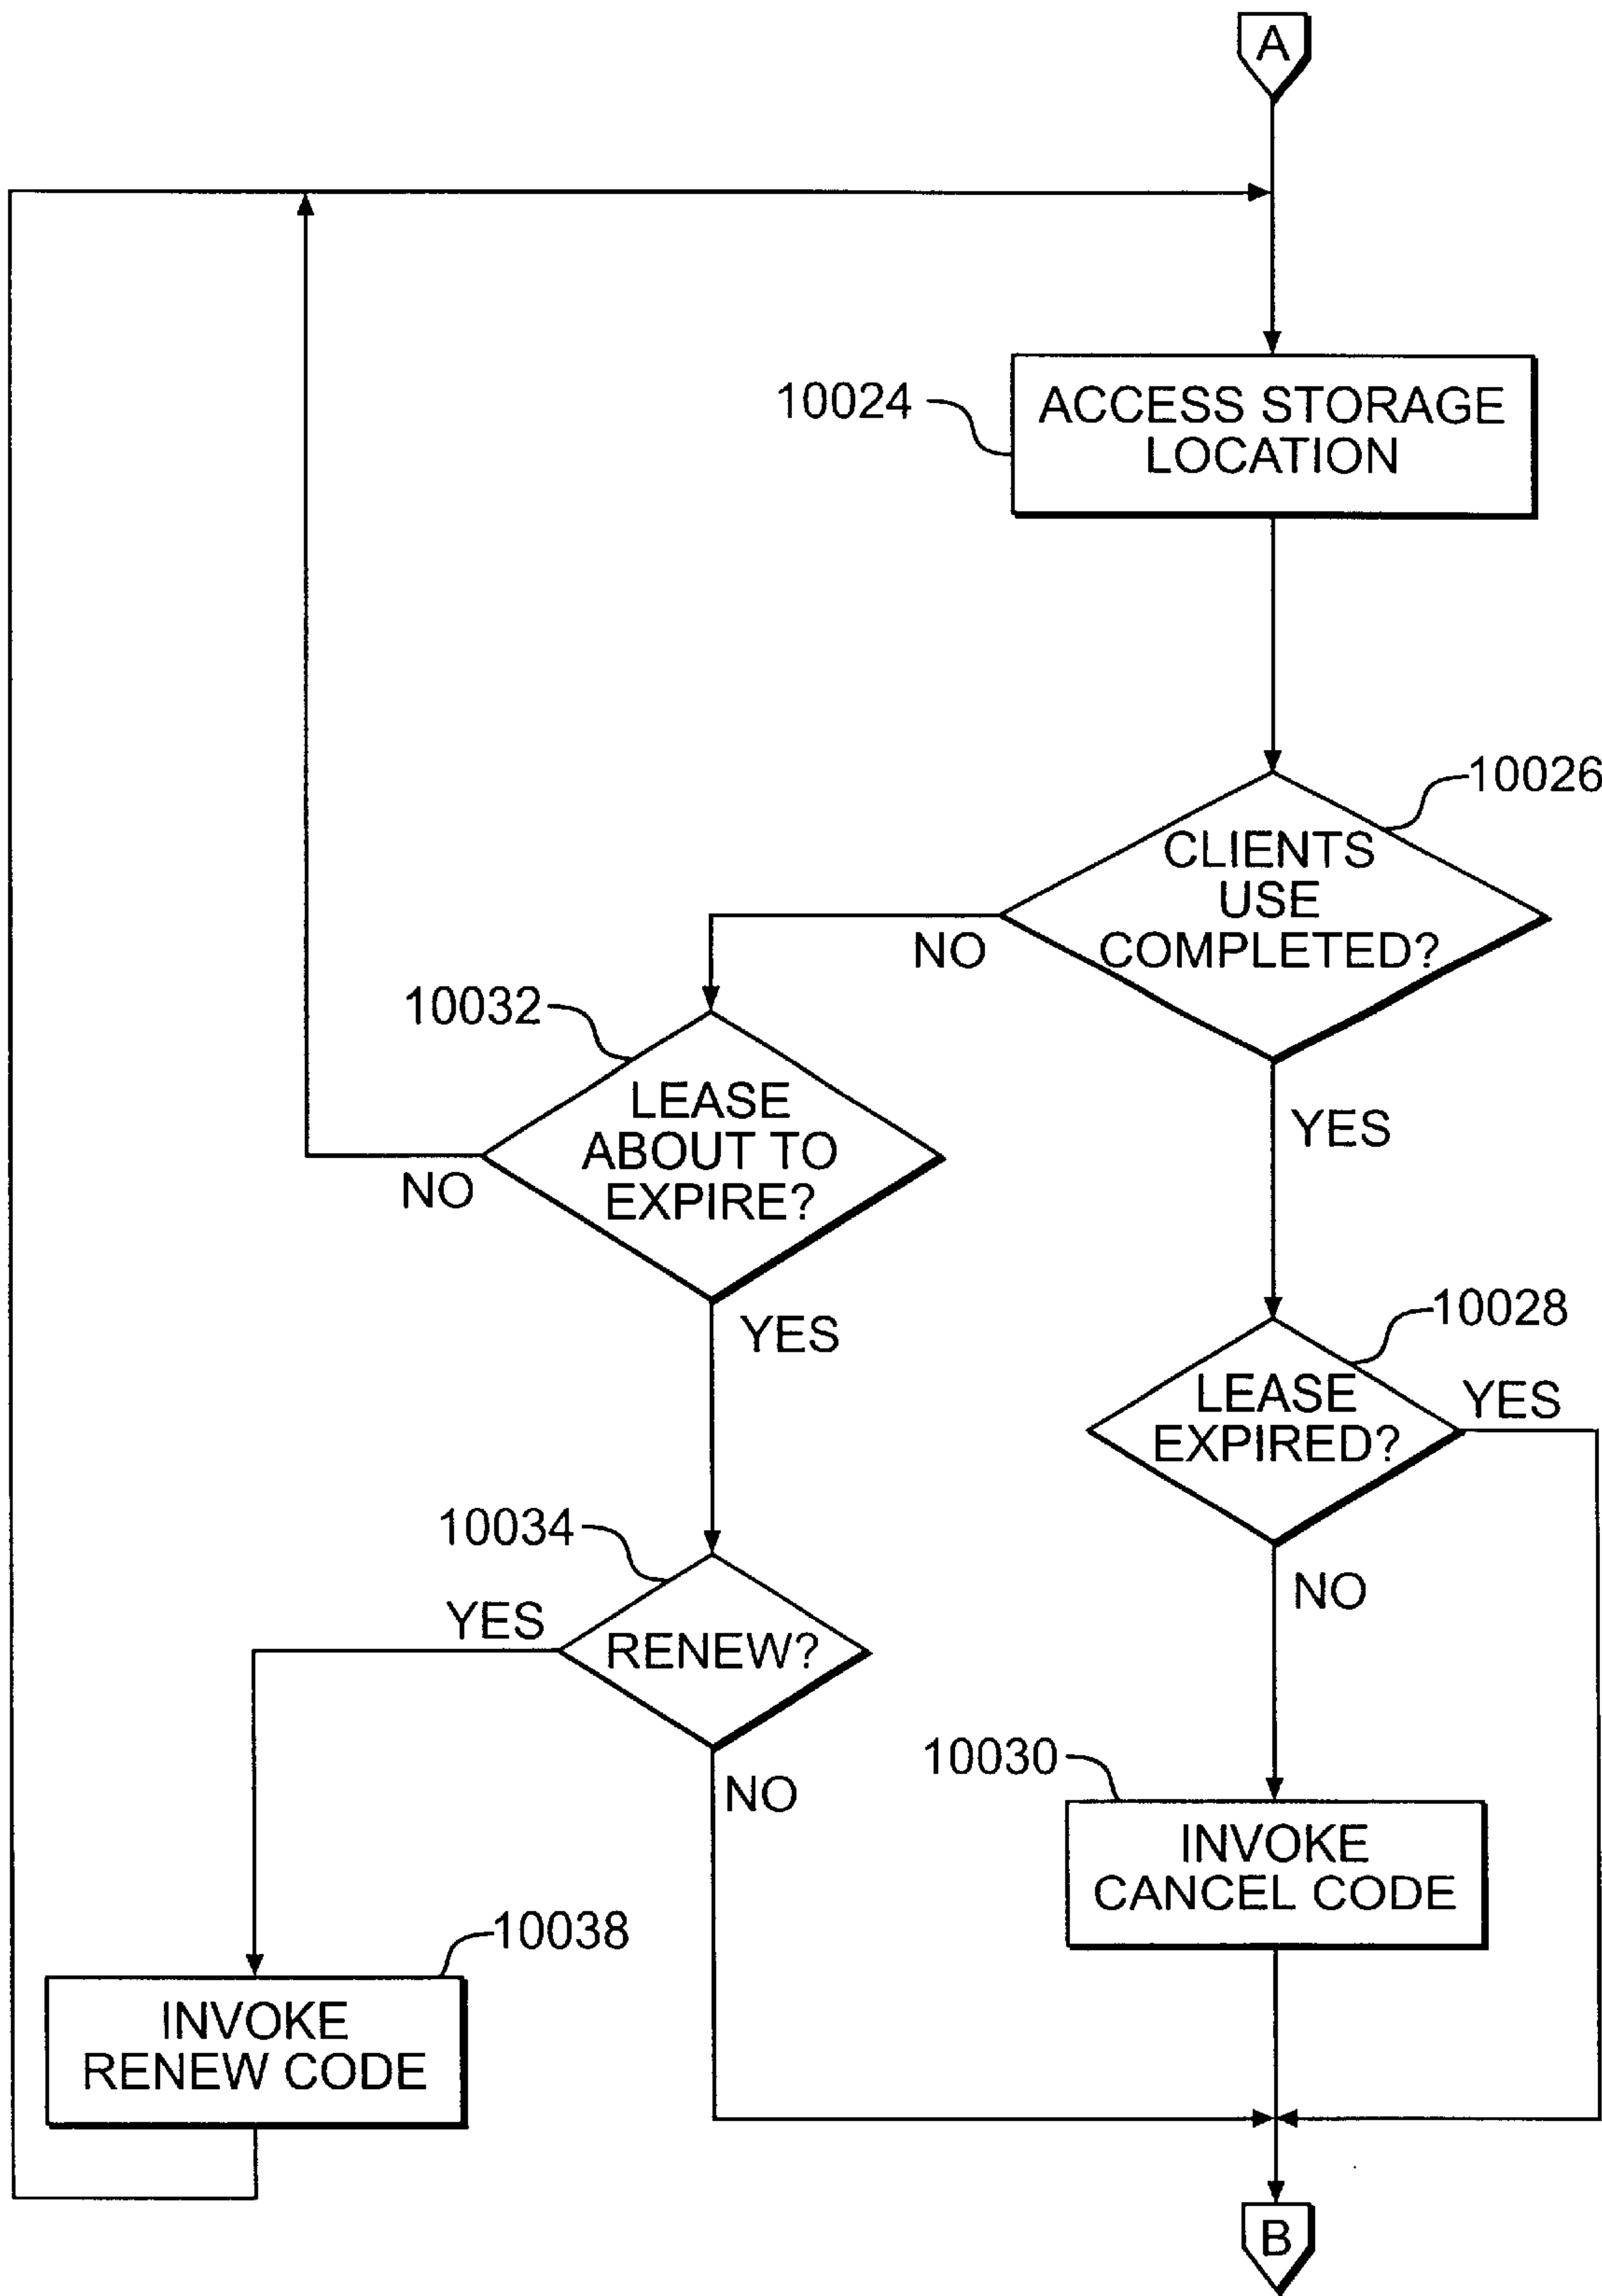 A
10024
ACCESS STORAGE
LOCATION
10026
CLIENTS
USE
COMPLETED?
NO
YES
10032
LEASE
ABOUT TO
EXPIRE?
NO
YES
10028
LEASE
EXPIRED?
YES
NO
10034
RENEW?
YES
NO
10030
INVOKE
CANCEL CODE
10038
INVOKE
RENEW CODE
B